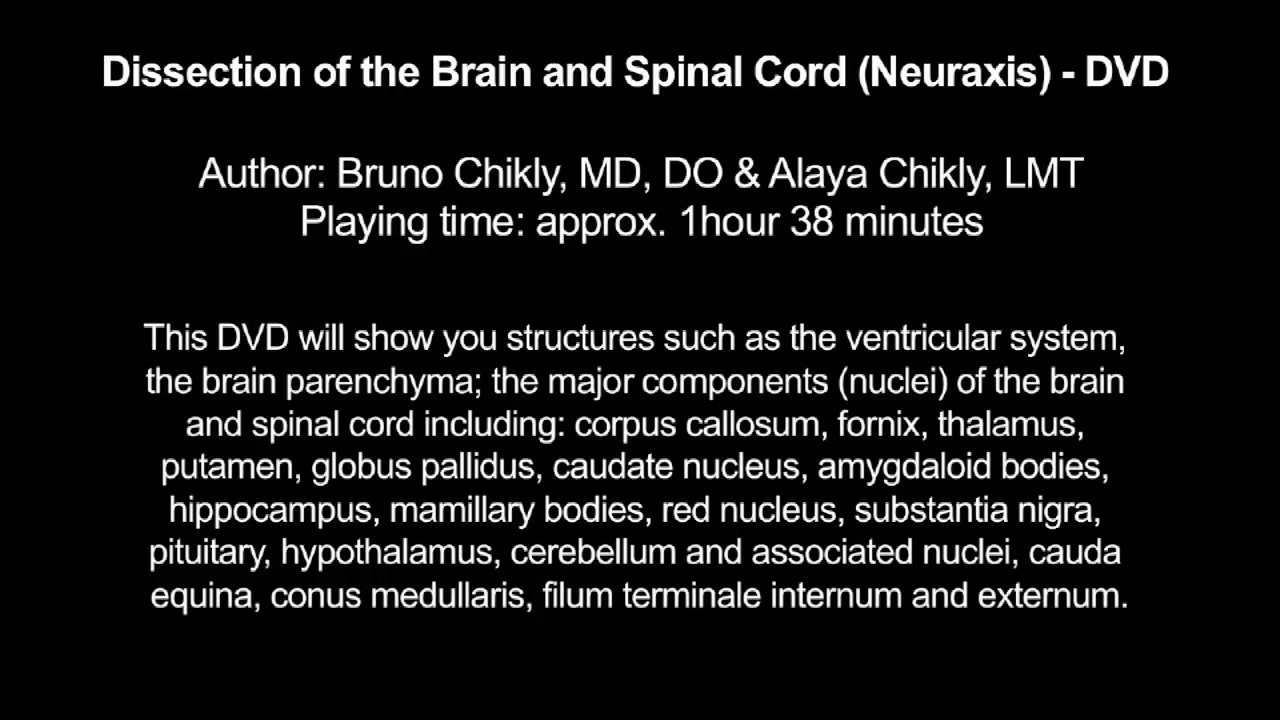 Dissection of the Brain and Spinal Cord (Neuraxis) - DVD
Author: Bruno Chikly, MD, DO & Alaya Chikly, LMT
Playing time: approx. 1hour 38 minutes
This DVD will show you structures such as the ventricular system,
the brain parenchyma; the major components (nuclei) of the brain
and spinal cord including: corpus callosum, fornix, thalamus,
putamen, globus pallidus, caudate nucleus, amygdaloid bodies,
hippocampus, mamillary bodies, red nucleus, substantia nigra,
pituitary, hypothalamus, cerebellum and associated nuclei, cauda
equina, conus medullaris, filum terminale internum and externum.